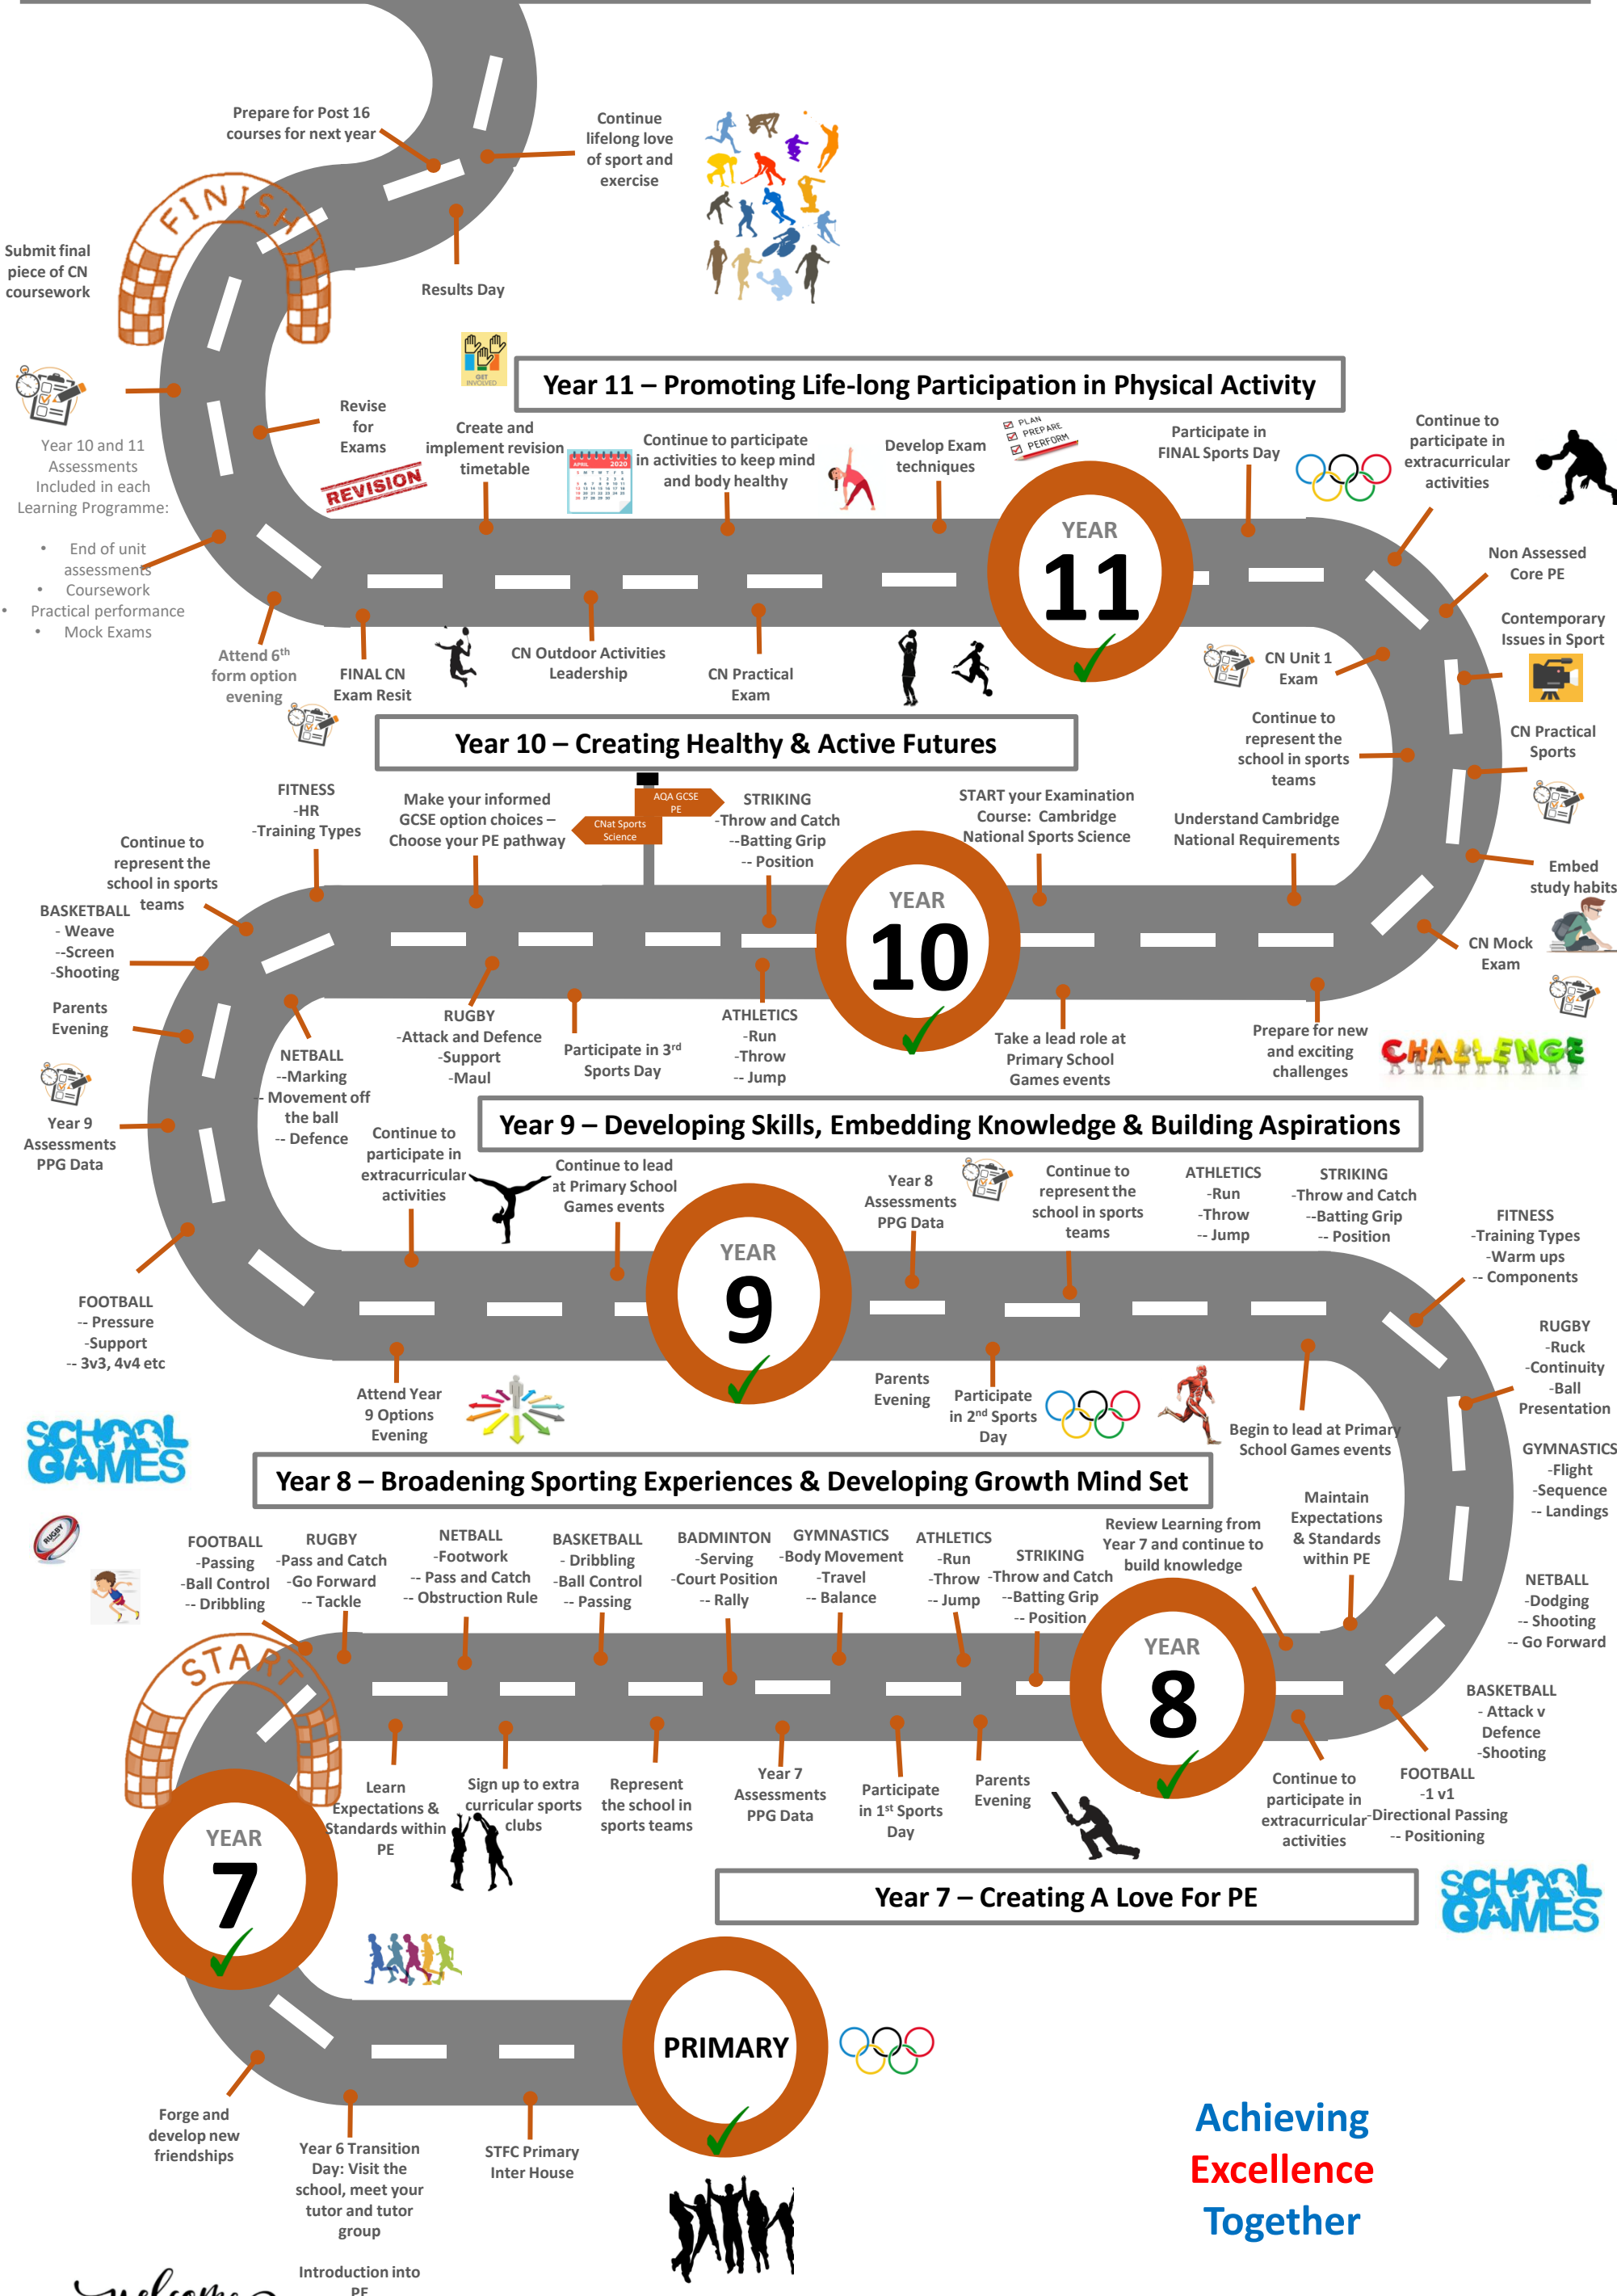 Prepare for Post 16
courses for next year
Continue
lifelong love
of sport and
exercise
FINISH
Submit final
piece of CN
coursework
Results Day
GET
INVOLVED
Year 11 – Promoting Life-long Participation in Physical Activity
Year 10 and 11
Assessments
Included in each
Learning Programme:
• End of unit
assessments
• Coursework
• Practical performance
• Mock Exams
Revise
for
Exams
REVISION
Create and
implement revision
timetable
APRIL 2020
Continue to participate
in activities to keep mind
and body healthy
Develop Exam
techniques
PLAN
PREPARE
PERFORM
Participate in
FINAL Sports Day
Continue to
participate in
extracurricular
activities
YEAR
11
Non Assessed
Core PE
Contemporary
Issues in Sport
Attend 6th
form option
evening
FINAL CN
Exam Resit
CN Outdoor Activities
Leadership
CN Practical
Exam
CN Unit 1
Exam
Continue to
represent the
school in sports
teams
CN Practical
Sports
Year 10 – Creating Healthy & Active Futures
FITNESS
-HR
-Training Types
Make your informed
GCSE option choices –
Choose your PE pathway
AQA GCSE
PE
CNat Sports
Science
STRIKING
-Throw and Catch
--Batting Grip
-- Position
START your Examination
Course: Cambridge
National Sports Science
Understand Cambridge
National Requirements
Embed
study habits
Continue to
represent the
school in sports
teams
BASKETBALL
- Weave
--Screen
-Shooting
YEAR
10
CN Mock
Exam
Parents
Evening
NETBALL
--Marking
-- Movement off
the ball
-- Defence
RUGBY
-Attack and Defence
-Support
-Maul
Participate in 3rd
Sports Day
ATHLETICS
-Run
-Throw
-- Jump
Take a lead role at
Primary School
Games events
Prepare for new
and exciting
challenges
CHALLENGE
Year 9
Assessments
PPG Data
Year 9 – Developing Skills, Embedding Knowledge & Building Aspirations
Continue to
participate in
extracurricular
activities
Continue to lead
at Primary School
Games events
YEAR
9
Year 8
Assessments
PPG Data
Continue to
represent the
school in sports
teams
ATHLETICS
-Run
-Throw
-- Jump
STRIKING
-Throw and Catch
--Batting Grip
-- Position
FITNESS
-Training Types
-Warm ups
-- Components
FOOTBALL
-- Pressure
-Support
-- 3v3, 4v4 etc
RUGBY
-Ruck
-Continuity
-Ball
Presentation
Attend Year
9 Options
Evening
Parents
Evening
Participate
in 2nd Sports
Day
Begin to lead at Primary
School Games events
SCHOOL
GAMES
GYMNASTICS
-Flight
-Sequence
-- Landings
Year 8 – Broadening Sporting Experiences & Developing Growth Mind Set
RUGBY
FOOTBALL
-Passing
-Ball Control
-- Dribbling
RUGBY
-Pass and Catch
-Go Forward
-- Tackle
NETBALL
-Footwork
-- Pass and Catch
-- Obstruction Rule
BASKETBALL
- Dribbling
-Ball Control
-- Passing
BADMINTON
-Serving
-Court Position
-- Rally
GYMNASTICS
-Body Movement
-Travel
-- Balance
ATHLETICS
-Run
-Throw
-- Jump
STRIKING
-Throw and Catch
--Batting Grip
-- Position
Review Learning from
Year 7 and continue to
build knowledge
Maintain
Expectations
& Standards
within PE
NETBALL
-Dodging
-- Shooting
-- Go Forward
START
YEAR
8
BASKETBALL
- Attack v
Defence
-Shooting
Learn
Expectations &
Standards within
PE
Sign up to extra
curricular sports
clubs
Represent
the school in
sports teams
Year 7
Assessments
PPG Data
Participate
in 1st Sports
Day
Parents
Evening
Continue to
participate in
extracurricular
activities
FOOTBALL
-1 v1
-Directional Passing
-- Positioning
YEAR
7
Year 7 – Creating A Love For PE
SCHOOL
GAMES
PRIMARY
Forge and
develop new
friendships
Year 6 Transition
Day: Visit the
school, meet your
tutor and tutor
group
Introduction into
PE
STFC Primary
Inter House
Achieving
Excellence
Together
welcome